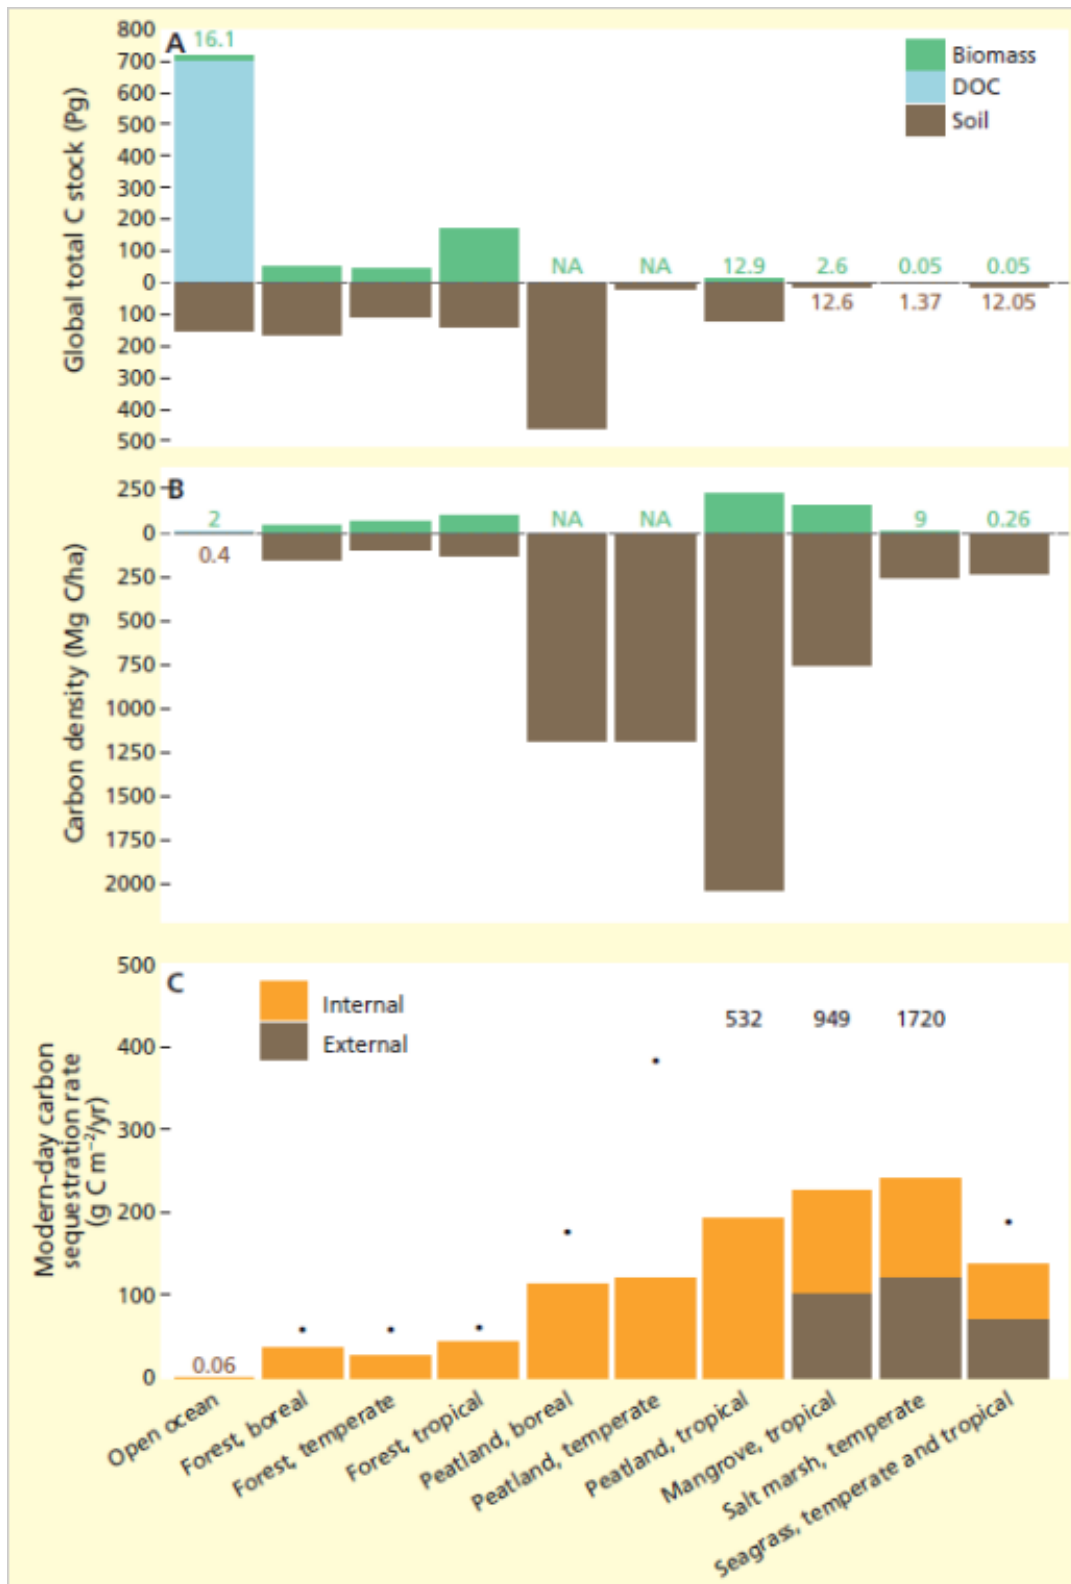 A
16.1
Biomass
DOC
Soil
Global total C stock (Pg)
800
700
600
500
400
300
200
100
0
100
200
300
400
500
NA
NA
12.9
2.6
0.05
0.05
12.6
1.37
12.05
B
Carbon density (Mg C/ha)
250
0
250
500
750
1000
1250
1500
1750
2000
2
0.4
NA
NA
9
0.26
C
Internal
External
Modern-day carbon
sequestration rate
(g C m⁻²/yr)
500
400
300
200
100
0
532
949
1720
0.06
Open ocean
Forest, boreal
Forest, temperate
Forest, tropical
Peatland, boreal
Peatland, temperate
Peatland, tropical
Mangrove, tropical
Salt marsh, temperate
Seagrass, temperate and tropical